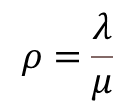 ρ = λ/μ